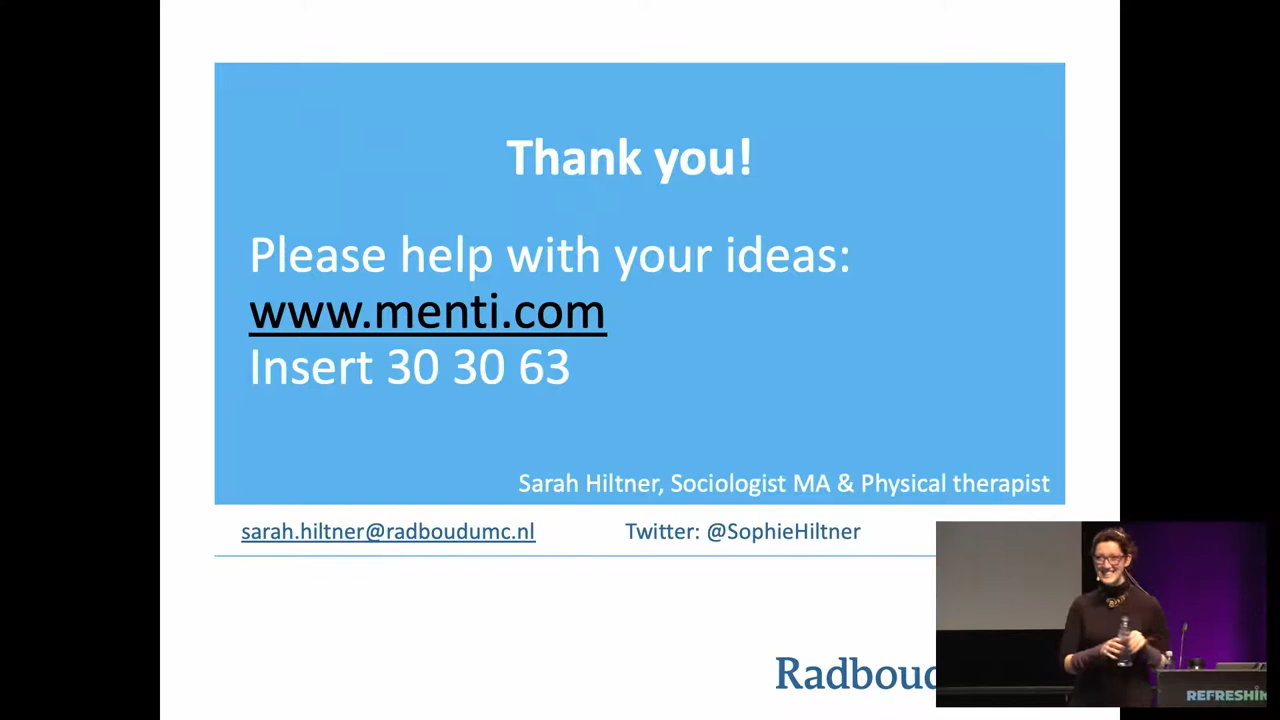 Thank you!
Please help with your ideas:
www.menti.com
Insert 30 30 63
Sarah Hiltner, Sociologist MA & Physical therapist
sarah.hiltner@radboudumc.nl Twitter: @SophieHiltner
Radboud
REFRESHIN